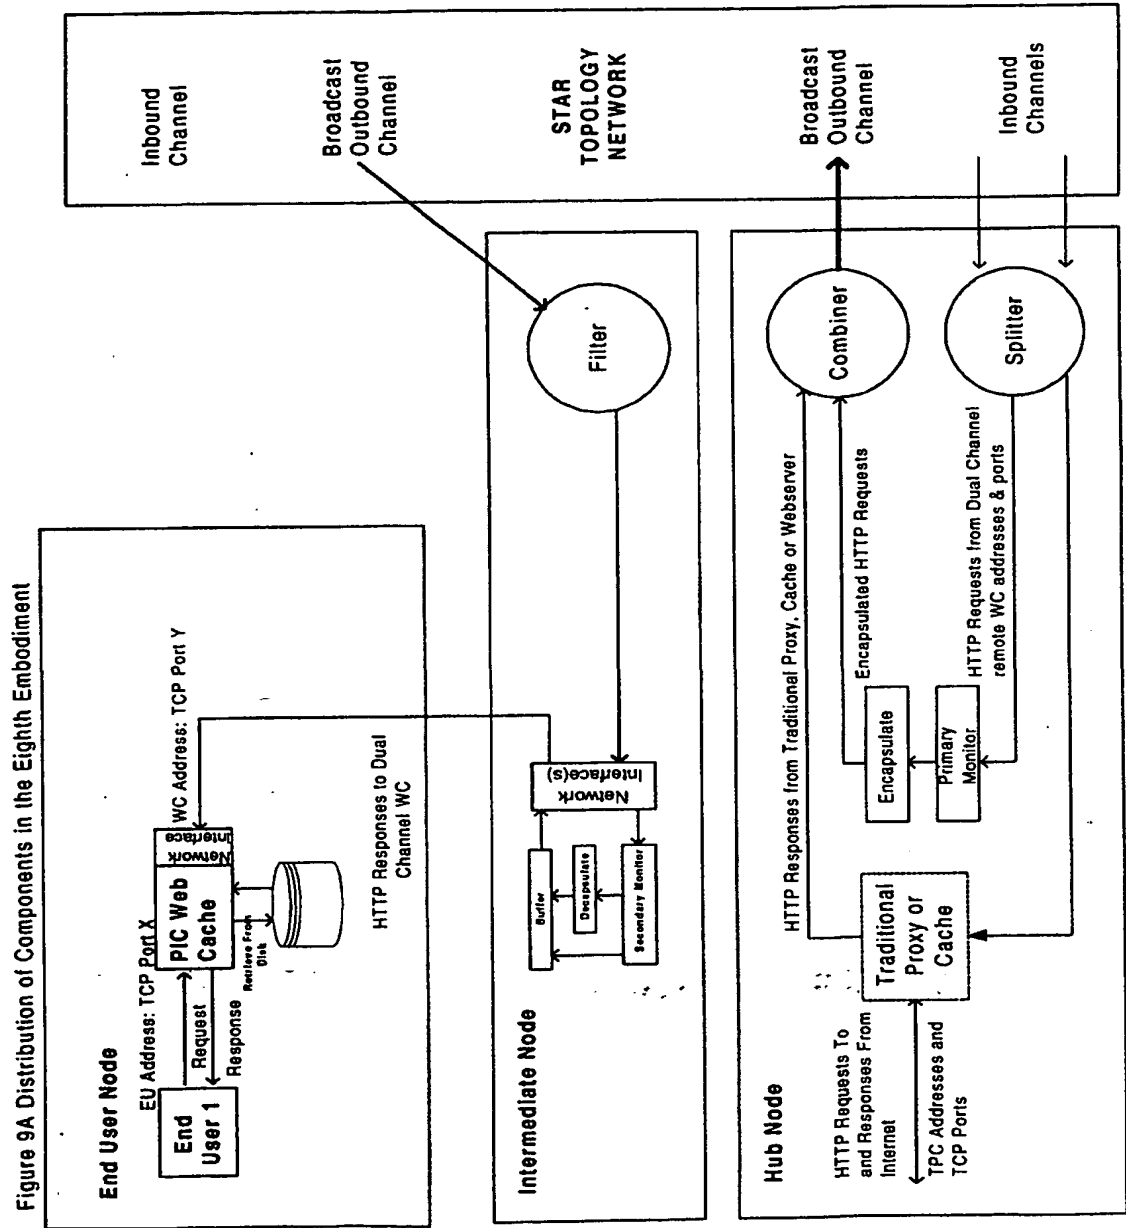 Figure 9A Distribution of Components in the Eighth Embodiment
End User Node
EU Address: TCP Port X
End
User 1
Request
Response
PIC Web
Cache
Network
Interface
WC Address: TCP Port Y
Retrieve From
Disk
HTTP Responses to Dual
Channel WC
Intermediate Node
Buffer
Decapsulate
Secondary Monitor
Network
Interface(s)
Filter
Hub Node
HTTP Requests To
and Responses From
Internet
TPC Addresses and
TCP Ports
Traditional
Proxy or
Cache
HTTP Responses from Traditional Proxy, Cache or Webserver
Encapsulate
Primary
Monitor
Encapsulated HTTP Requests
HTTP Requests from Dual Channel
remote WC addresses & ports
Combiner
Splitter
Inbound
Channel
Broadcast
Outbound
Channel
STAR
TOPOLOGY
NETWORK
Broadcast
Outbound
Channel
Inbound
Channels